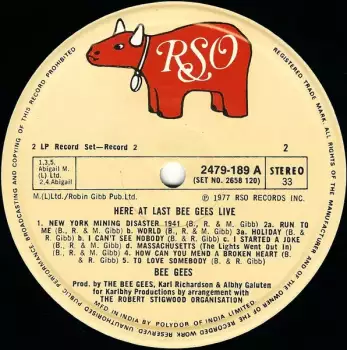 RSO
2 LP Record Set—Record 2
2
1,3,5.
Abigail M.
(L) Ltd.
2,4.Abigail
M.(L)Ltd./Robin Gibb Pub.Ltd.
2479-189 A
(SET NO. 2658 120)
STEREO
33
℗ 1977 RSO RECORDS INC.
HERE AT LAST BEE GEES LIVE
1. NEW YORK MINING DISASTER 1941 (B., R. & M. Gibb) 2a. RUN TO
ME (B., R. & M. Gibb) b. WORLD (B., R. & M. Gibb) 3a. HOLIDAY (B. & R.
Gibb) b. I CAN'T SEE NOBODY (B. & R. Gibb) c. I STARTED A JOKE
(B., R. & M. Gibb) d. MASSACHUSETTS (The Lights Went Out In)
(B., R. & M. Gibb) 4. HOW CAN YOU MEND A BROKEN HEART (B. &
R. Gibb) 5. TO LOVE SOMEBODY (B. & R. Gibb)
BEE GEES
Prod. by THE BEE GEES, Karl Richardson & Albhy Galuten
for Karlbhy Productions by arrangement with
THE ROBERT STIGWOOD ORGANISATION
MADE IN INDIA BY POLYDOR OF INDIA LIMITED.
REGISTERED TRADE MARK. ALL RIGHTS OF THE MANUFACTURER AND OF THE OWNER OF THE RECORDED WORK RESERVED. UNAUTHORISED PUBLIC PERFORMANCE, BROADCASTING AND COPYING OF THIS RECORD PROHIBITED